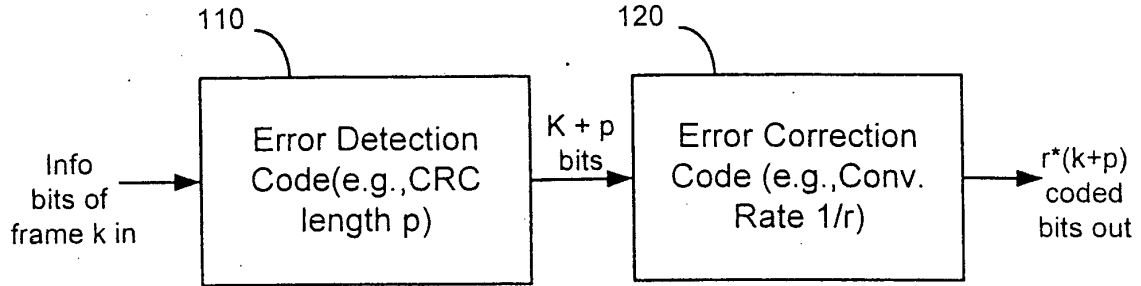 110
120
Info
bits of
frame k in
Error Detection
Code(e.g.,CRC
length p)
K + p
bits
Error Correction
Code (e.g.,Conv.
Rate 1/r)
r*(k+p)
coded
bits out